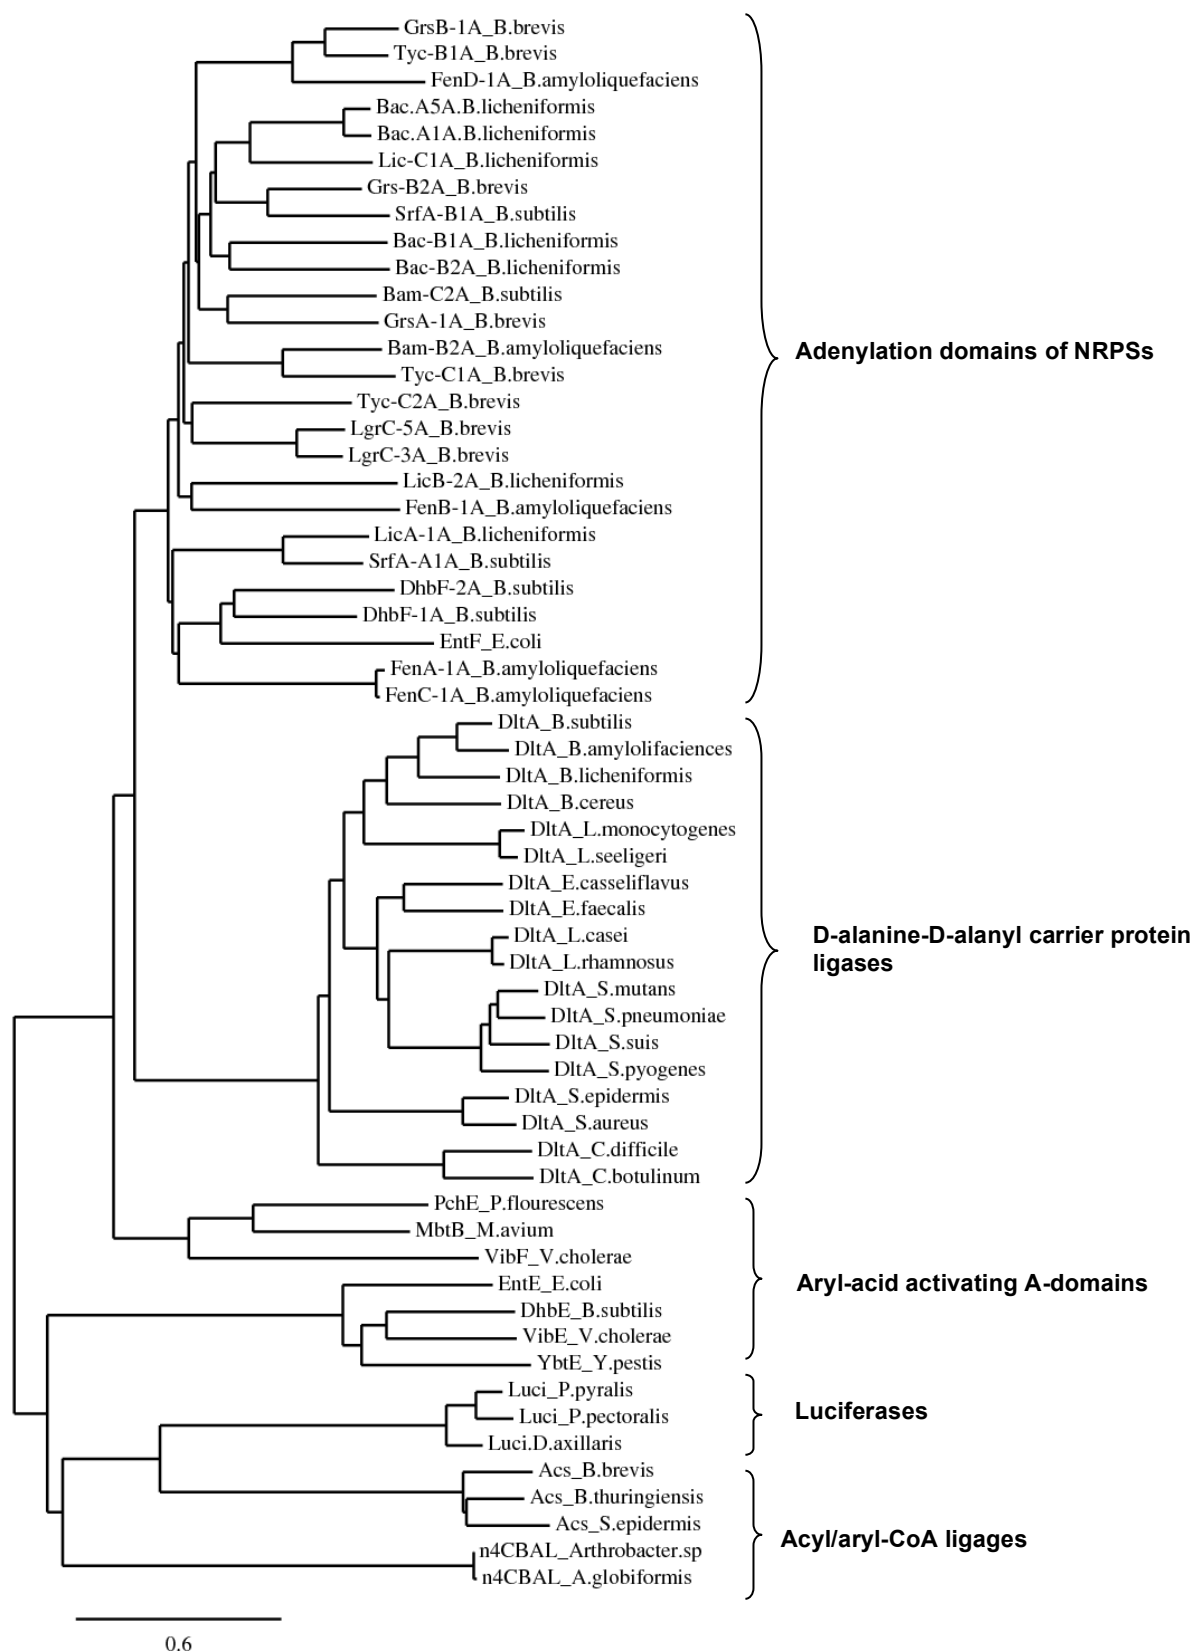 GrsB-1A_B.brevis
Tyc-B1A_B.brevis
FenD-1A_B.amyloliquefaciens
Bac.A5A.B.licheniformis
Bac.A1A.B.licheniformis
Lic-C1A_B.licheniformis
Grs-B2A_B.brevis
SrfA-B1A_B.subtilis
Bac-B1A_B.licheniformis
Bac-B2A_B.licheniformis
Bam-C2A_B.subtilis
GrsA-1A_B.brevis
Bam-B2A_B.amyloliquefaciens
Tyc-C1A_B.brevis
Tyc-C2A_B.brevis
LgrC-5A_B.brevis
LgrC-3A_B.brevis
LicB-2A_B.licheniformis
FenB-1A_B.amyloliquefaciens
LicA-1A_B.licheniformis
SrfA-A1A_B.subtilis
DhbF-2A_B.subtilis
DhbF-1A_B.subtilis
EntF_E.coli
FenA-1A_B.amyloliquefaciens
FenC-1A_B.amyloliquefaciens
Adenylation domains of NRPSs
DltA_B.subtilis
DltA_B.amylolifaciences
DltA_B.licheniformis
DltA_B.cereus
DltA_L.monocytogenes
DltA_L.seeligeri
DltA_E.casseliflavus
DltA_E.faecalis
DltA_L.casei
DltA_L.rhamnosus
DltA_S.mutans
DltA_S.pneumoniae
DltA_S.suis
DltA_S.pyogenes
DltA_S.epidermis
DltA_S.aureus
DltA_C.difficile
DltA_C.botulinum
D-alanine-D-alanyl carrier protein
ligases
PchE_P.flourescens
MbtB_M.avium
VibF_V.cholerae
EntE_E.coli
DhbE_B.subtilis
VibE_V.cholerae
YbtE_Y.pestis
Aryl-acid activating A-domains
Luci_P.pyralis
Luci_P.pectoralis
Luci.D.axillaris
Luciferases
Acs_B.brevis
Acs_B.thuringiensis
Acs_S.epidermis
n4CBAL_Arthrobacter.sp
n4CBAL_A.globiformis
Acyl/aryl-CoA ligages
0.6